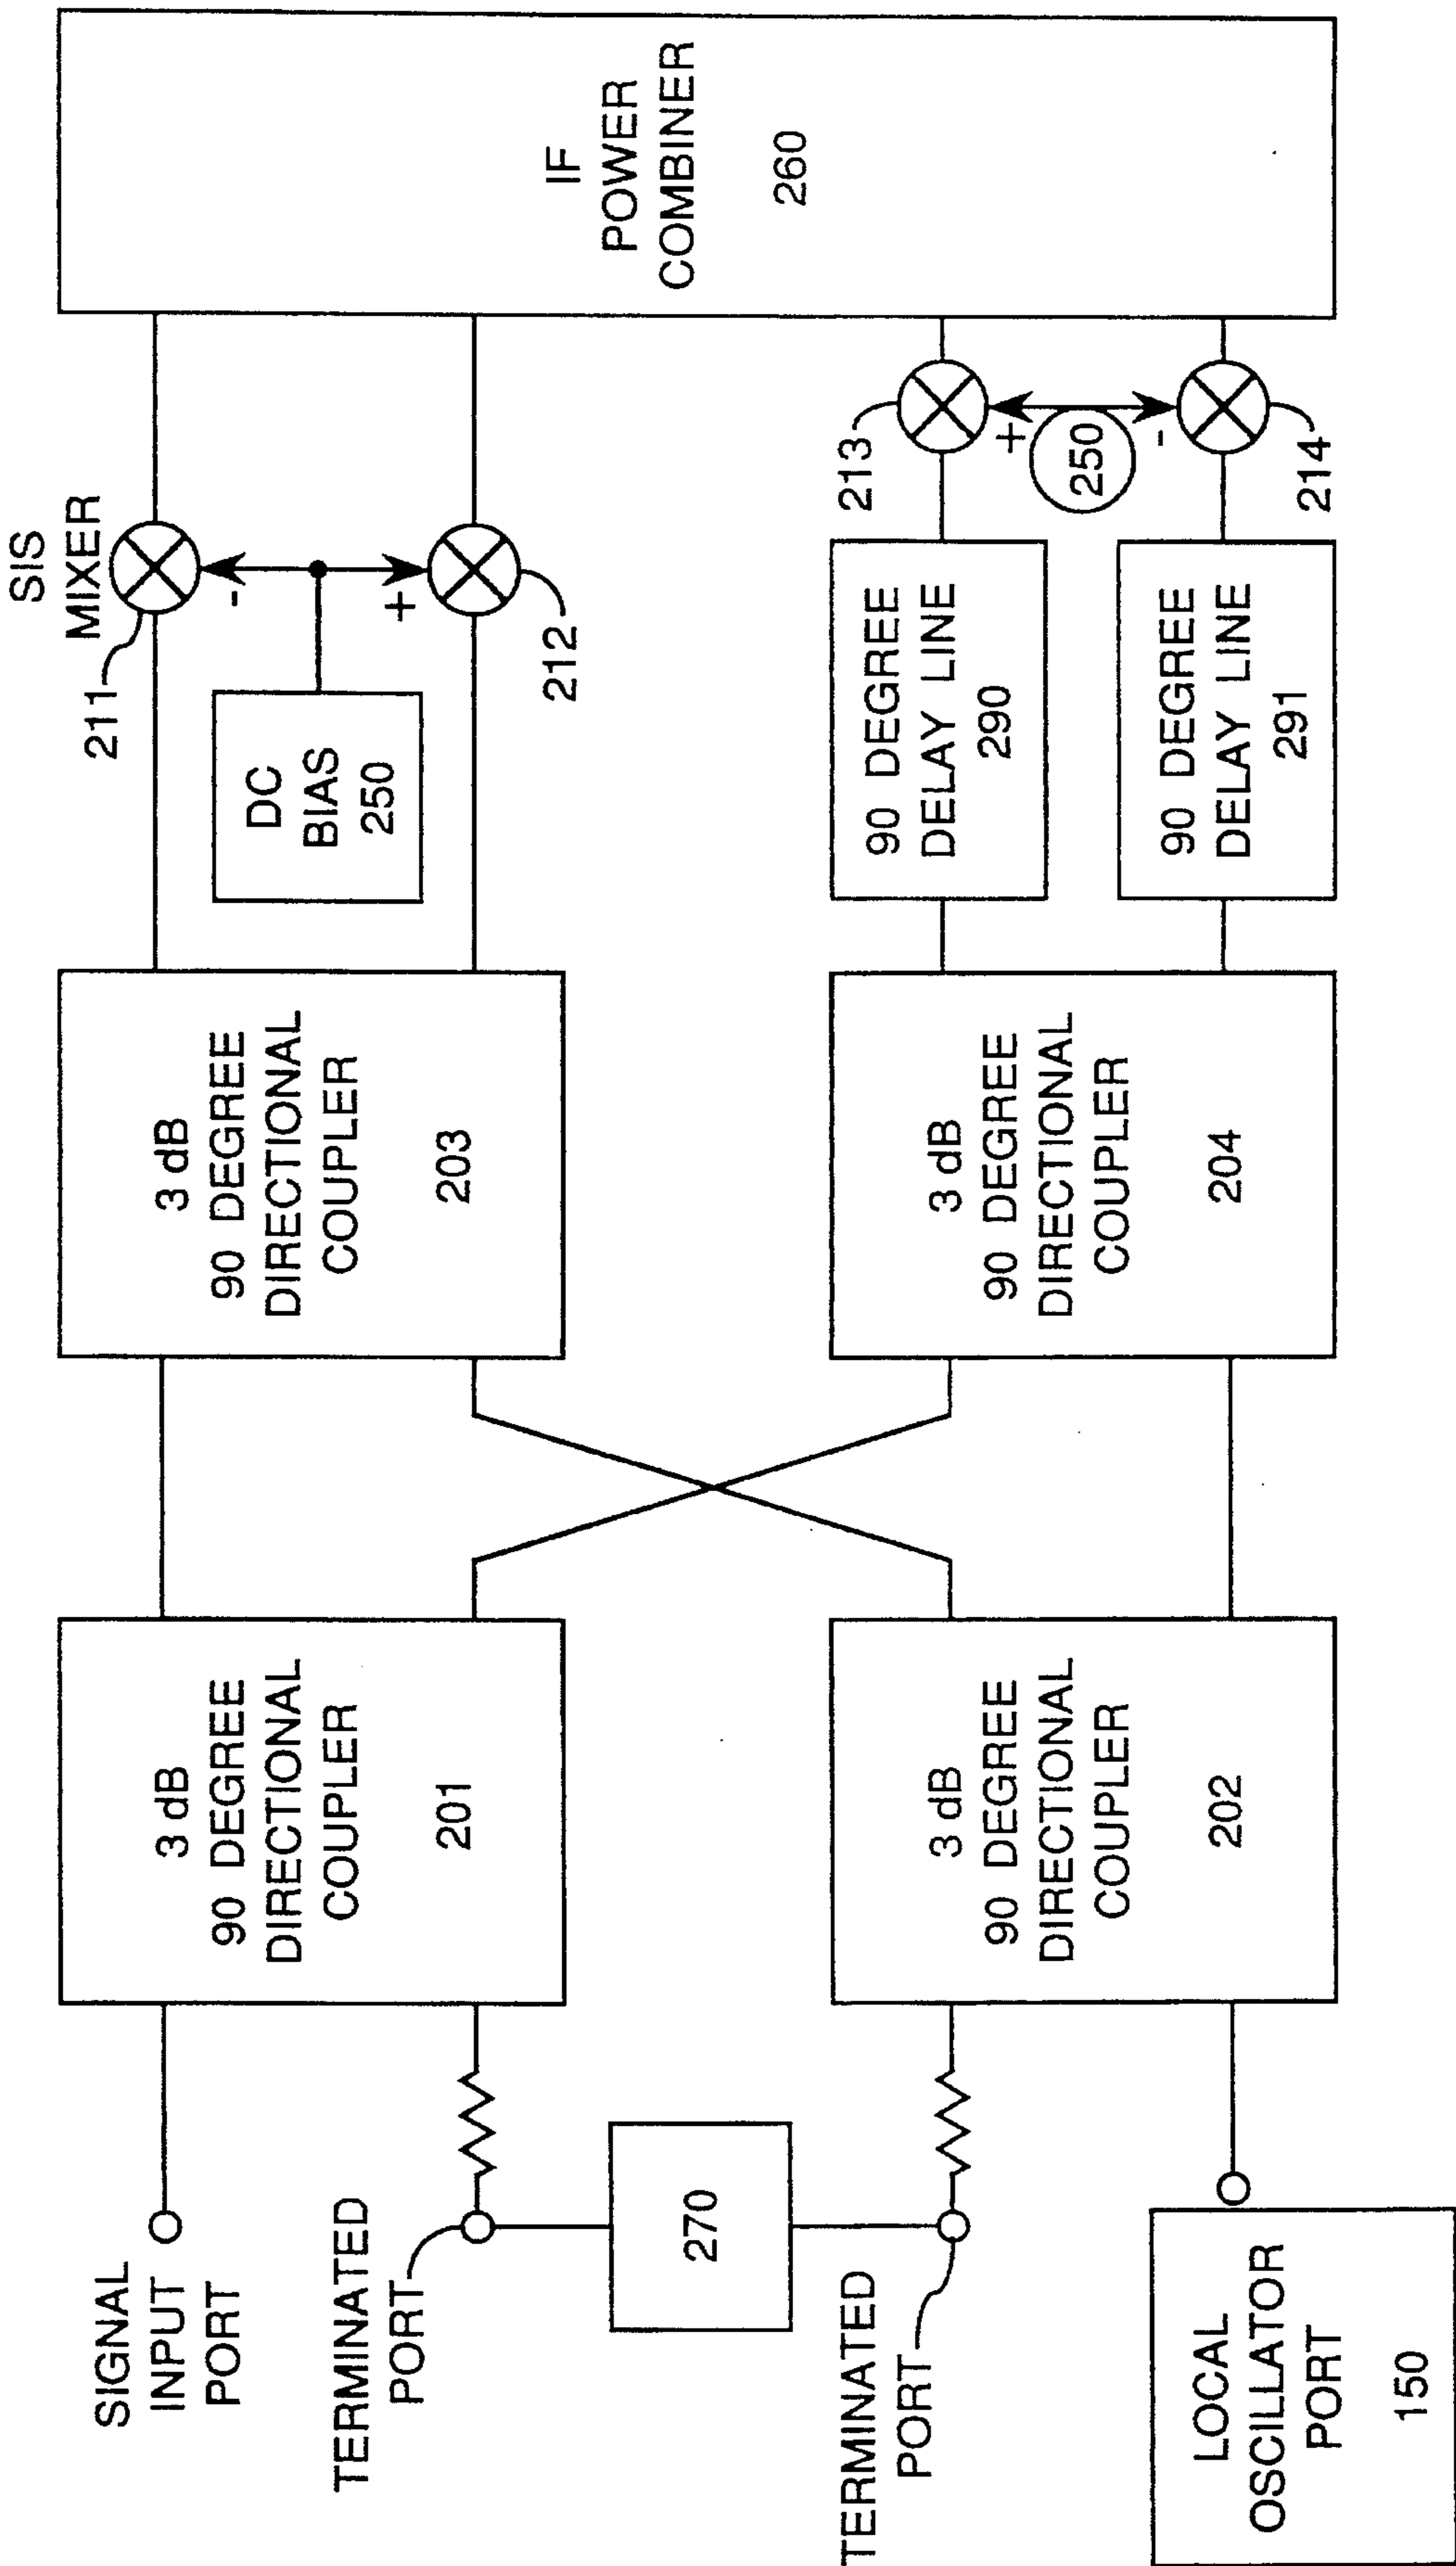 SIGNAL
INPUT
PORT
TERMINATED
PORT
270
TERMINATED
PORT
LOCAL
OSCILLATOR
PORT
150
3 dB
90 DEGREE
DIRECTIONAL
COUPLER
201
3 dB
90 DEGREE
DIRECTIONAL
COUPLER
202
3 dB
90 DEGREE
DIRECTIONAL
COUPLER
203
3 dB
90 DEGREE
DIRECTIONAL
COUPLER
204
SIS
MIXER
211
-
DC
BIAS
250
+
212
90 DEGREE
DELAY LINE
290
90 DEGREE
DELAY LINE
291
213
+
250
-
214
IF
POWER
COMBINER
260